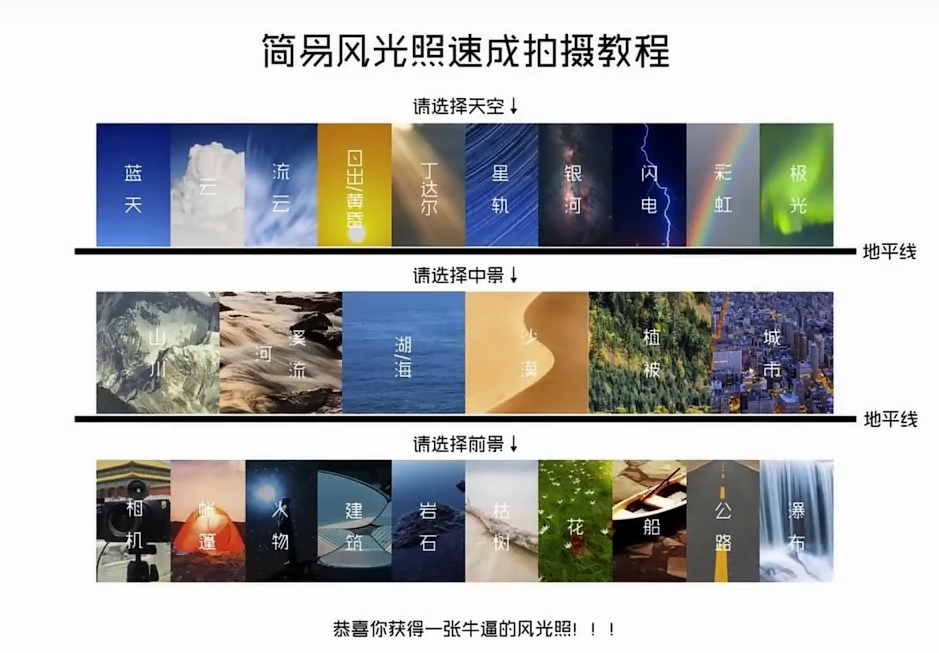 简易风光照速成拍摄教程
请选择天空↓
蓝天 云 流云 日出/黄昏 丁达尔 星轨 银河 闪电 彩虹 极光
地平线
请选择中景↓
山川 河溪流 湖/海 沙漠 植被 城市
地平线
请选择前景↓
相机 帐篷 人物 建筑 岩石 枯树 花 船 公路 瀑布
恭喜你获得一张牛逼的风光照!!!